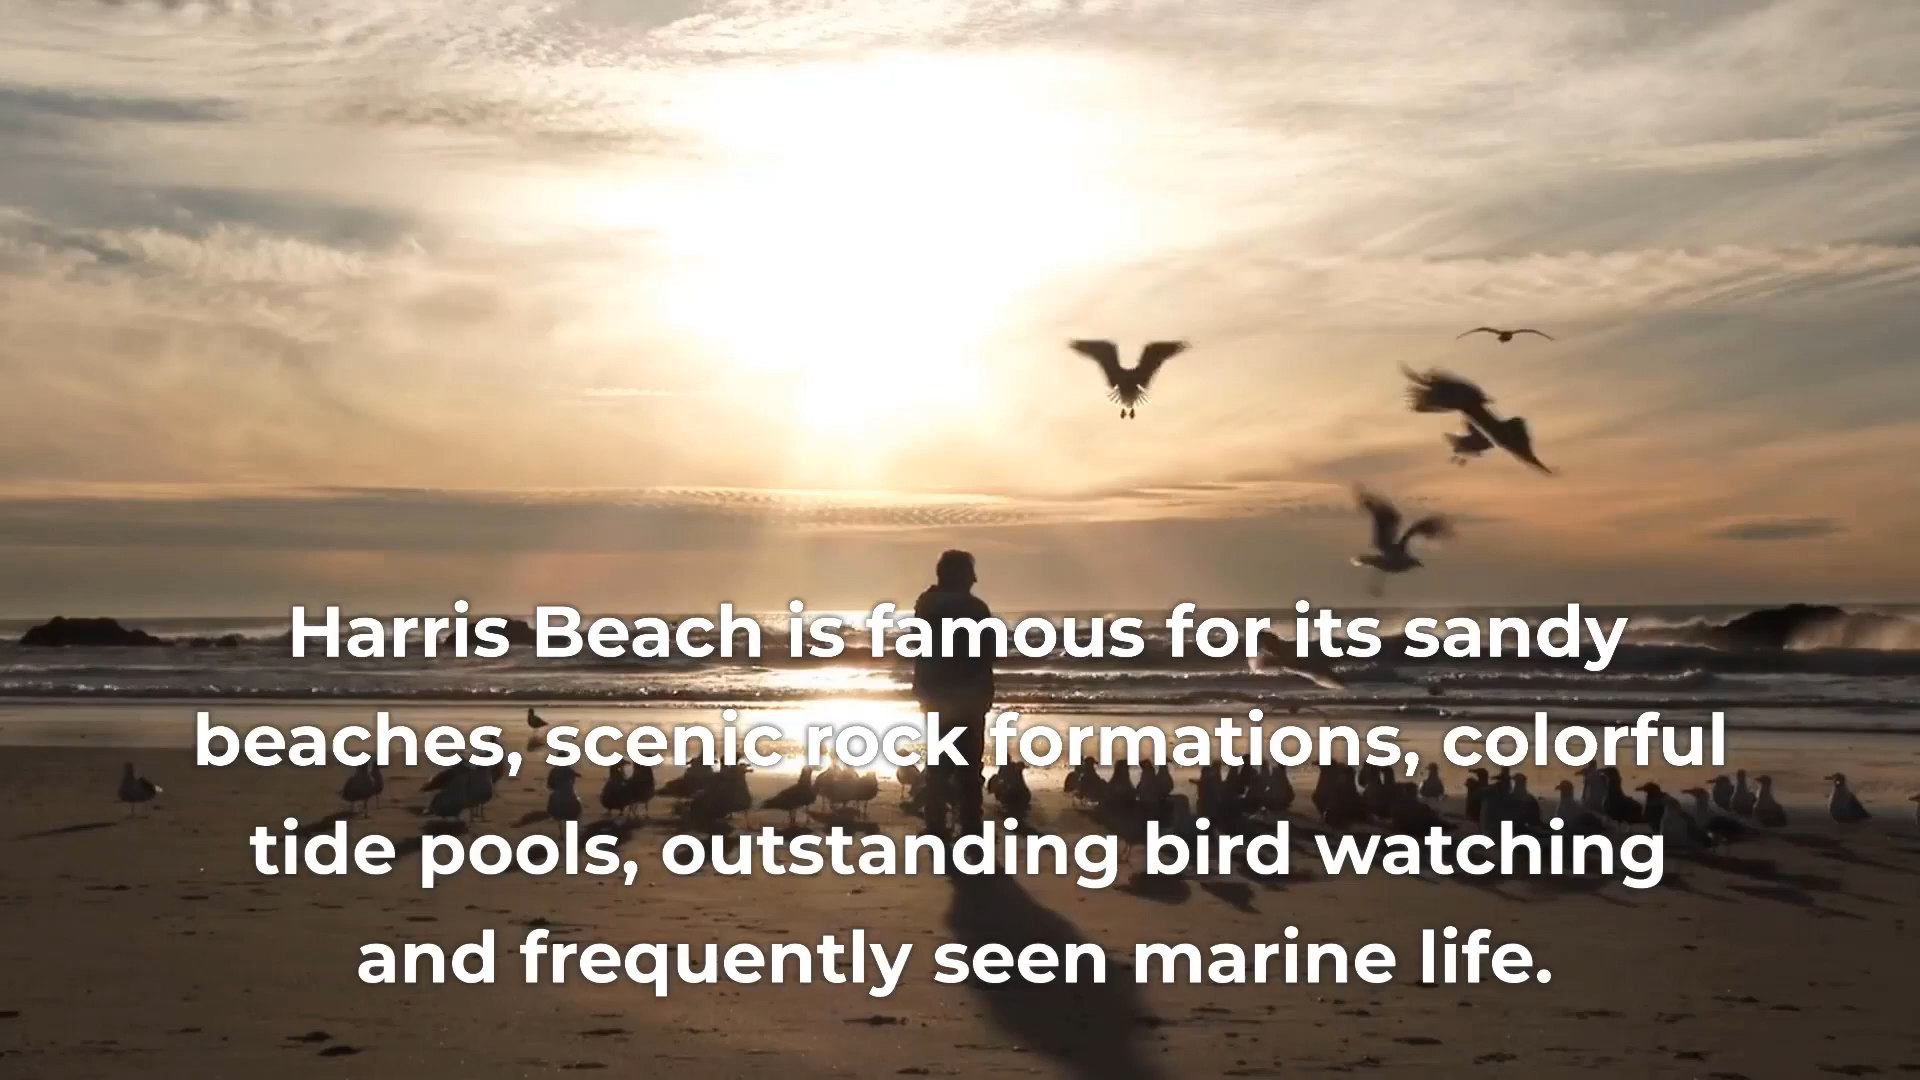 Harris Beach is famous for its sandy
beaches, scenic rock formations, colorful
tide pools, outstanding bird watching
and frequently seen marine life.